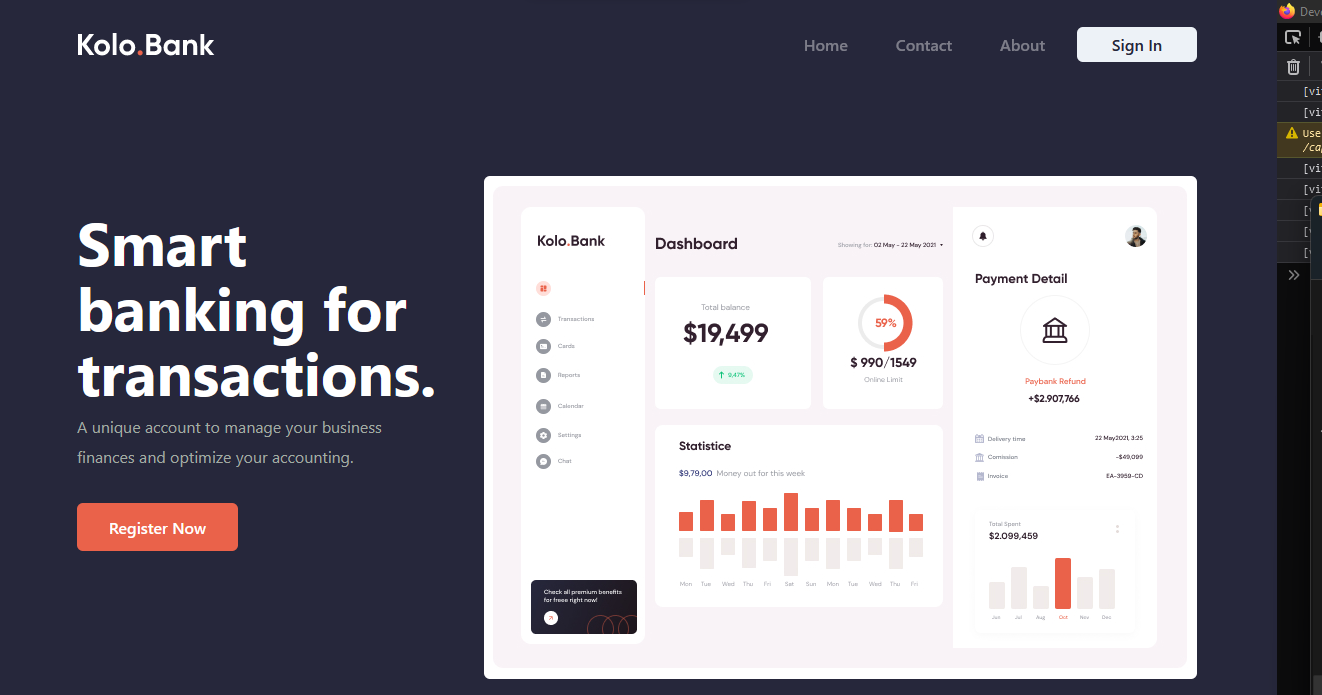 Kolo.Bank
Home
Contact
About
Sign In
Smart
banking for
transactions.
A unique account to manage your business
finances and optimize your accounting.
Register Now
Kolo.Bank
Transactions
Cards
Reports
Calendar
Settings
Chat
Check all premium benefits
for freee right now!
Dashboard
Showing for: 02 May - 22 May 2021
Total balance
$19,499
9,47%
59%
$ 990/1549
Online Limit
Statistice
$9,79,00 Money out for this week
Mon Tue Wed Thu Fri Sat Sun Mon Tue Wed Thu Fri
Payment Detail
Paybank Refund
+$2.907,766
Delivery time 22 May2021, 3:25
Comission -$49,099
Invoice EA-3959-CD
Total Spent
$2.099,459
Jun Jul Aug Oct Nov Dec
Deve
[vi
[vi
Use
/ca
[vi
[vi